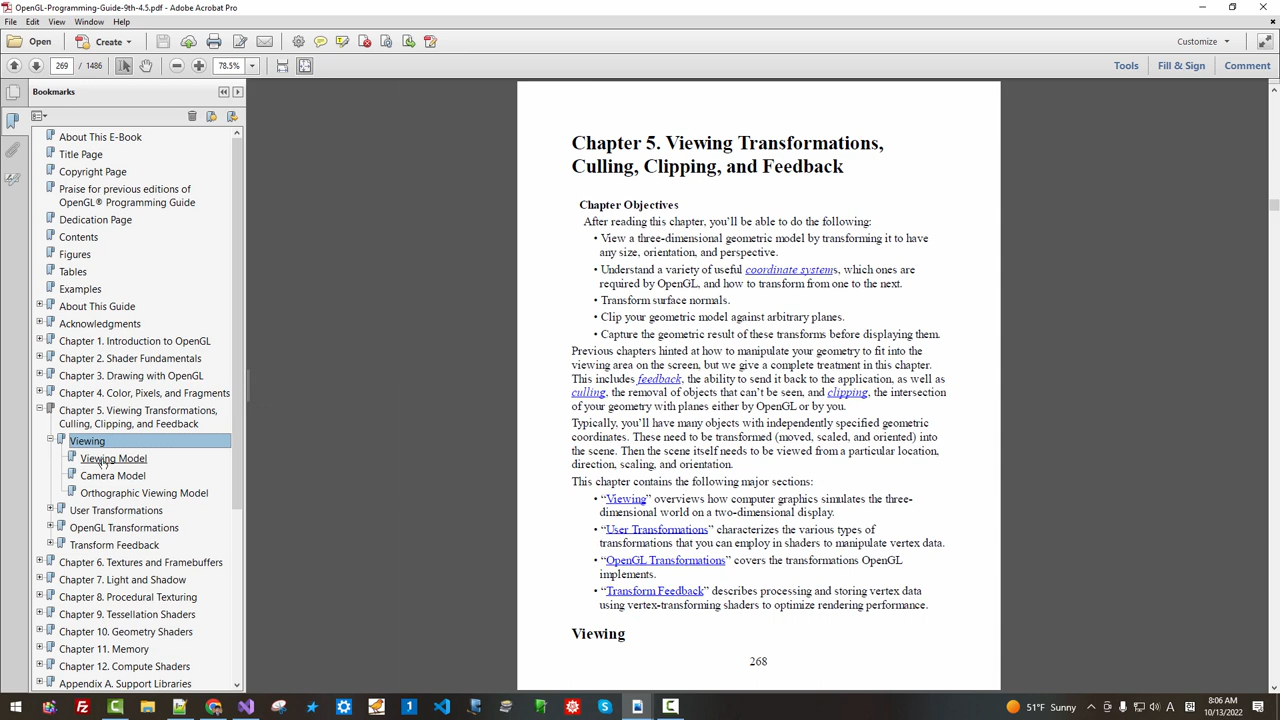 OpenGL-Programming-Guide-9th-4.5.pdf - Adobe Acrobat Pro
File Edit View Window Help
Open Create Customize
269 / 1486 78.5% Tools Fill & Sign Comment
Bookmarks
About This E-Book
Title Page
Copyright Page
Praise for previous editions of
OpenGL® Programming Guide
Dedication Page
Contents
Figures
Tables
Examples
About This Guide
Acknowledgments
Chapter 1. Introduction to OpenGL
Chapter 2. Shader Fundamentals
Chapter 3. Drawing with OpenGL
Chapter 4. Color, Pixels, and Fragments
Chapter 5. Viewing Transformations,
Culling, Clipping, and Feedback
Viewing
Viewing Model
Camera Model
Orthographic Viewing Model
User Transformations
OpenGL Transformations
Transform Feedback
Chapter 6. Textures and Framebuffers
Chapter 7. Light and Shadow
Chapter 8. Procedural Texturing
Chapter 9. Tessellation Shaders
Chapter 10. Geometry Shaders
Chapter 11. Memory
Chapter 12. Compute Shaders
Appendix A. Support Libraries
Chapter 5. Viewing Transformations,
Culling, Clipping, and Feedback
Chapter Objectives
After reading this chapter, you'll be able to do the following:
• View a three-dimensional geometric model by transforming it to have
any size, orientation, and perspective.
• Understand a variety of useful coordinate systems, which ones are
required by OpenGL, and how to transform from one to the next.
• Transform surface normals.
• Clip your geometric model against arbitrary planes.
• Capture the geometric result of these transforms before displaying them.
Previous chapters hinted at how to manipulate your geometry to fit into the
viewing area on the screen, but we give a complete treatment in this chapter.
This includes feedback, the ability to send it back to the application, as well as
culling, the removal of objects that can't be seen, and clipping, the intersection
of your geometry with planes either by OpenGL or by you.
Typically, you'll have many objects with independently specified geometric
coordinates. These need to be transformed (moved, scaled, and oriented) into
the scene. Then the scene itself needs to be viewed from a particular location,
direction, scaling, and orientation.
This chapter contains the following major sections:
• “Viewing” overviews how computer graphics simulates the three-
dimensional world on a two-dimensional display.
• “User Transformations” characterizes the various types of
transformations that you can employ in shaders to manipulate vertex data.
• “OpenGL Transformations” covers the transformations OpenGL
implements.
• “Transform Feedback” describes processing and storing vertex data
using vertex-transforming shaders to optimize rendering performance.
Viewing
268
51°F Sunny
8:06 AM
10/13/2022